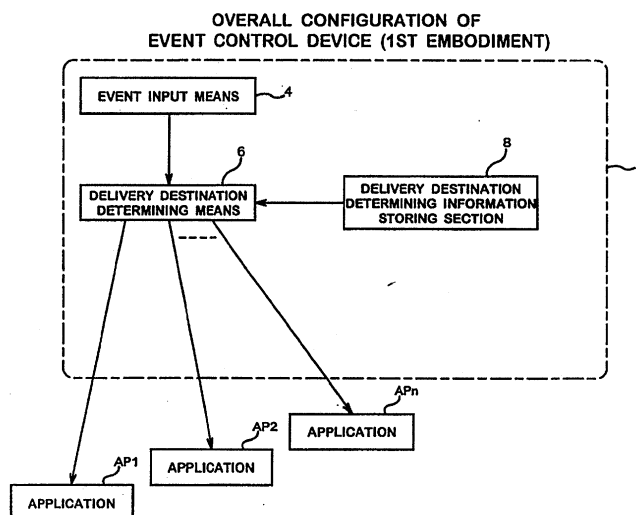 OVERALL CONFIGURATION OF
EVENT CONTROL DEVICE (1ST EMBODIMENT)
EVENT INPUT MEANS
4
6
8
DELIVERY DESTINATION
DETERMINING MEANS
DELIVERY DESTINATION
DETERMINING INFORMATION
STORING SECTION
APn
APPLICATION
AP2
APPLICATION
AP1
APPLICATION